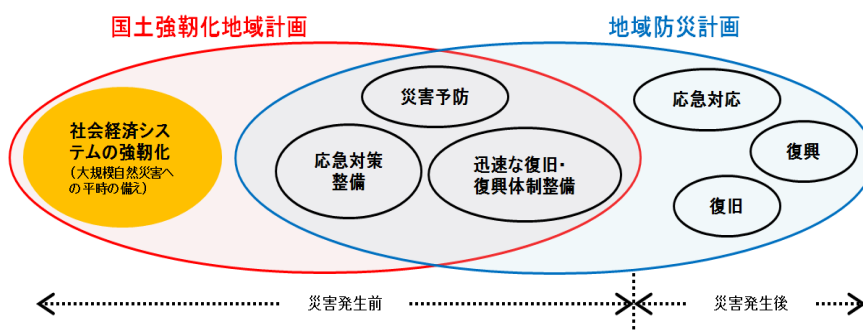 国土強靭化地域計画
地域防災計画
社会経済シス
テムの強靭化
（大規模自然災害へ
の平時の備え）
災害予防
応急対策
整備
迅速な復旧・
復興体制整備
応急対応
復興
復旧
災害発生前
災害発生後